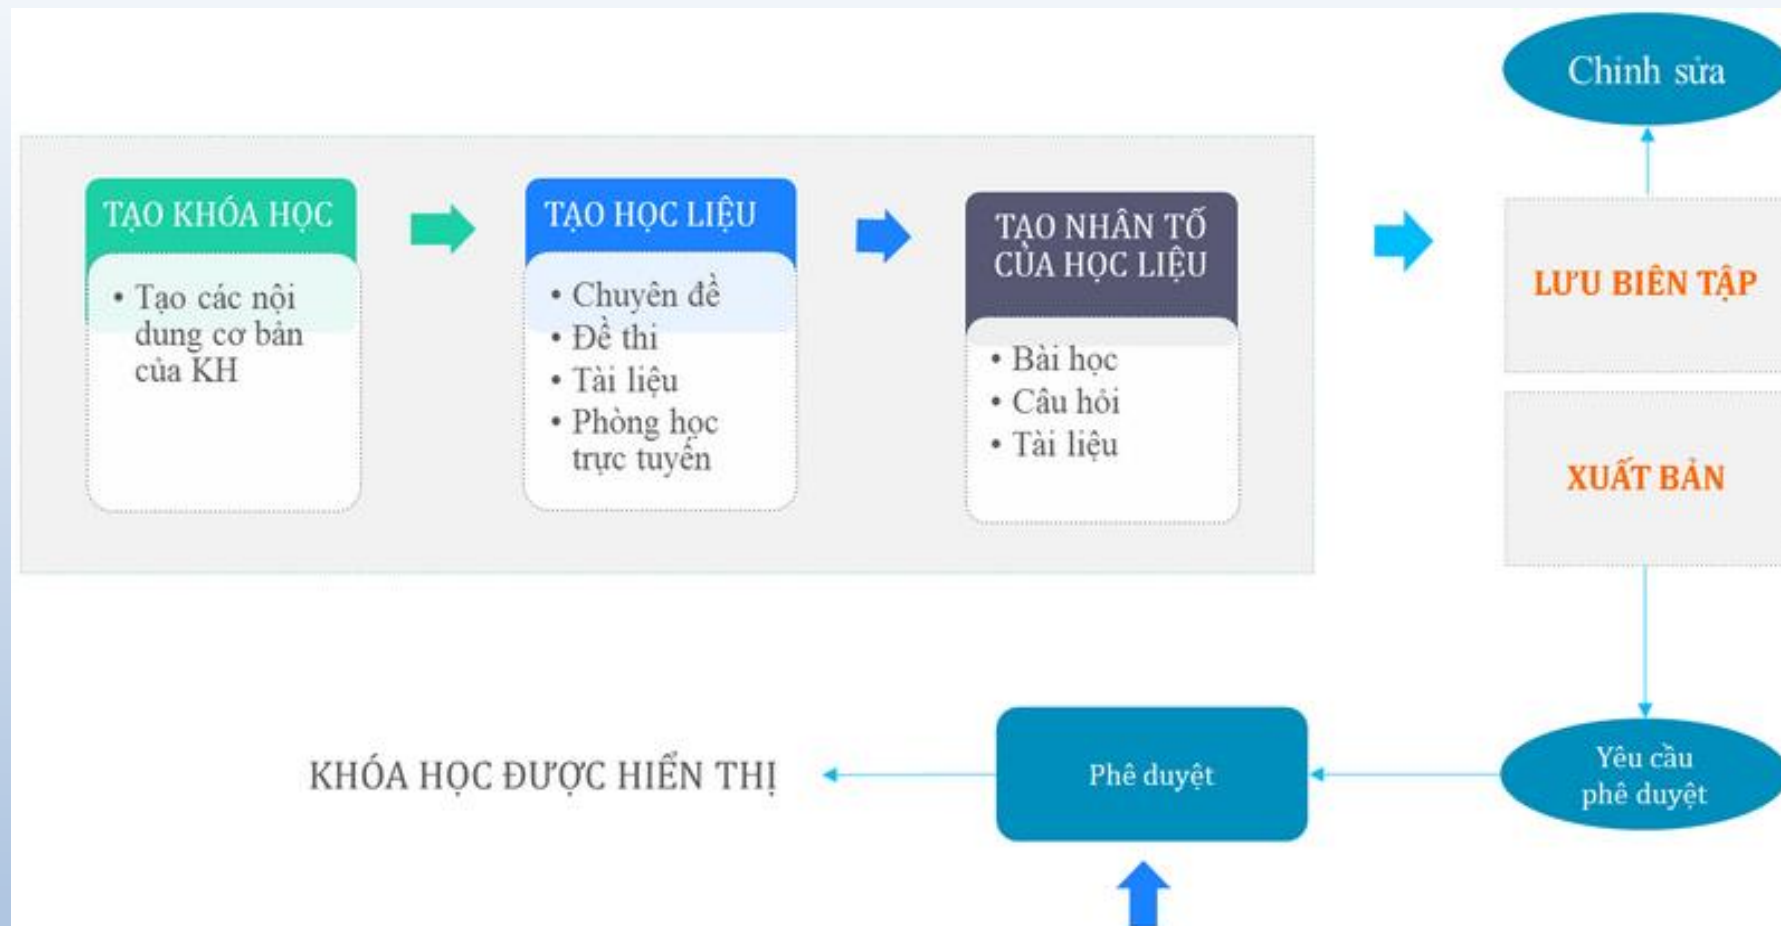 Chỉnh sửa
TẠO KHÓA HỌC
• Tạo các nội
dung cơ bản
của KH
TẠO HỌC LIỆU
• Chuyên đề
• Đề thi
• Tài liệu
• Phòng học
trực tuyến
TẠO NHÂN TỐ
CỦA HỌC LIỆU
• Bài học
• Câu hỏi
• Tài liệu
LƯU BIÊN TẬP
XUẤT BẢN
Yêu cầu
phê duyệt
Phê duyệt
KHÓA HỌC ĐƯỢC HIỂN THỊ